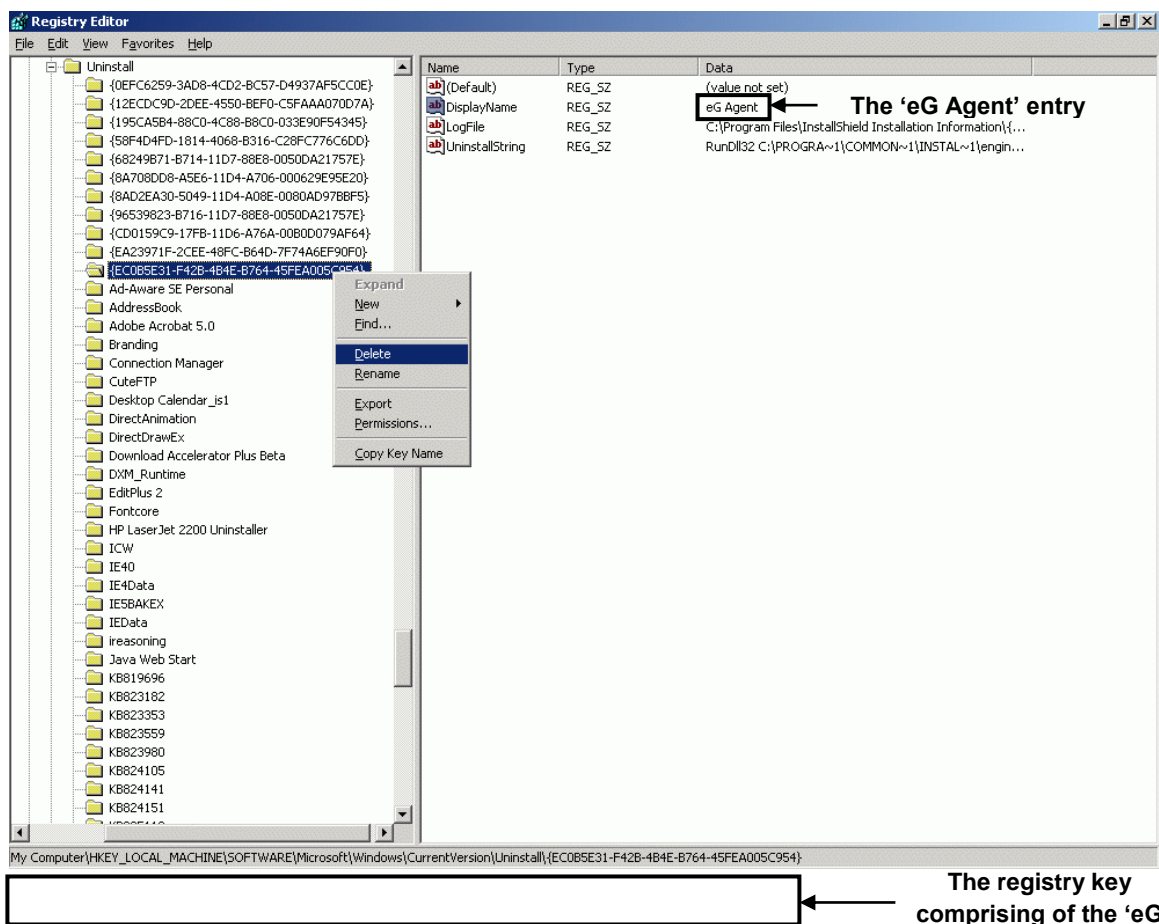 Registry Editor
File Edit View Favorites Help
Uninstall
{0EFC6259-3AD8-4CD2-BC57-D4937AF5CC0E}
{12ECDC9D-2DEE-4550-BEF0-C5FAAA070D7A}
{195CA5B4-88C0-4C88-B8C0-033E90F54345}
{58F4D4FD-1814-4068-B316-C28FC776C6DD}
{68249B71-B714-11D7-88E8-0050DA21757E}
{8A708DD8-A5E6-11D4-A706-000629E95E20}
{8AD2EA30-5049-11D4-A08E-0080AD97BBF5}
{96539823-B716-11D7-88E8-0050DA21757E}
{CD0159C9-17FB-11D6-A76A-00B0D079AF64}
{EA23971F-2CEE-48FC-B64D-7F74A6EF90F0}
{EC0B5E31-F42B-4B4E-B764-45FEA005C954}
Ad-Aware SE Personal
AddressBook
Adobe Acrobat 5.0
Branding
Connection Manager
CuteFTP
Desktop Calendar_is1
DirectAnimation
DirectDrawEx
Download Accelerator Plus Beta
DXM_Runtime
EditPlus 2
Fontcore
HP LaserJet 2200 Uninstaller
ICW
IE40
IE4Data
IE5BAKEX
IEData
ireasoning
Java Web Start
KB819696
KB823182
KB823353
KB823559
KB823980
KB824105
KB824141
KB824151
Expand
New
Find...
Delete
Rename
Export
Permissions...
Copy Key Name
Name Type Data
(Default) REG_SZ (value not set)
DisplayName REG_SZ eG Agent
LogFile REG_SZ C:\Program Files\InstallShield Installation Information\{...
UninstallString REG_SZ RunDll32 C:\PROGRA~1\COMMON~1\INSTAL~1\engin...
The ‘eG Agent’ entry
My Computer\HKEY_LOCAL_MACHINE\SOFTWARE\Microsoft\Windows\CurrentVersion\Uninstall\{EC0B5E31-F42B-4B4E-B764-45FEA005C954}
The registry key
comprising of the ‘eG